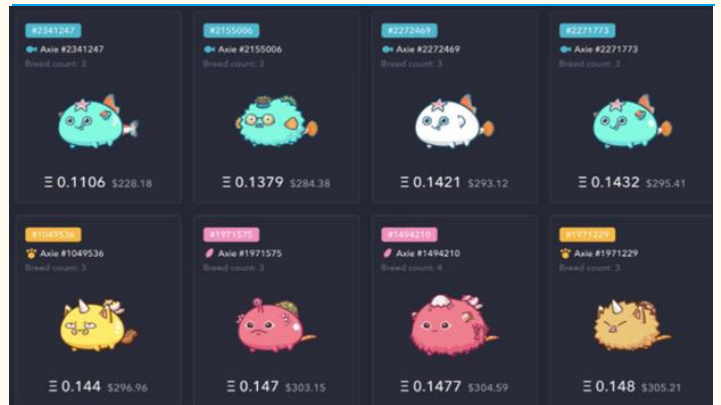 #2341247
Axie #2341247
Breed count: 3
Ξ 0.1106 $228.18
#2155006
Axie #2155006
Breed count: 3
Ξ 0.1379 $284.38
#2272469
Axie #2272469
Breed count: 3
Ξ 0.1421 $293.12
#2271773
Axie #2271773
Breed count: 3
Ξ 0.1432 $295.41
#1049536
Axie #1049536
Breed count: 3
Ξ 0.144 $296.96
#1971575
Axie #1971575
Breed count: 3
Ξ 0.147 $303.15
#1494210
Axie #1494210
Breed count: 4
Ξ 0.1477 $304.59
#1971229
Axie #1971229
Breed count: 3
Ξ 0.148 $305.21